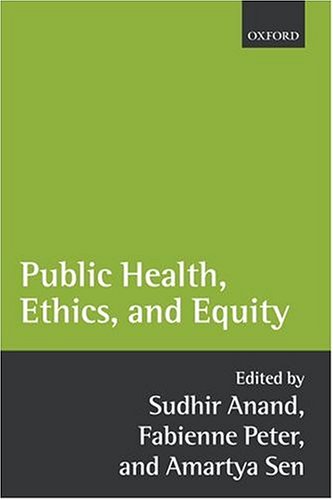 OXFORD
Public Health,
Ethics, and Equity
Edited by
Sudhir Anand,
Fabienne Peter,
and Amartya Sen